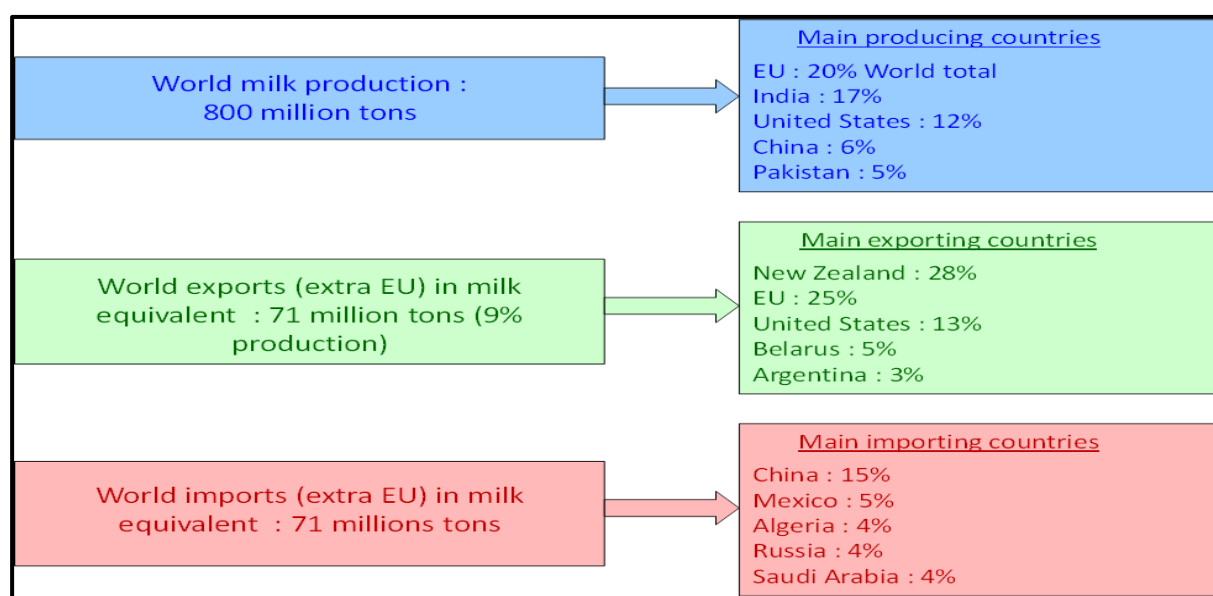 World milk production :
800 million tons
Main producing countries
EU : 20% World total
India : 17%
United States : 12%
China : 6%
Pakistan : 5%
World exports (extra EU) in milk
equivalent  : 71 million tons (9%
production)
Main exporting countries
New Zealand : 28%
EU : 25%
United States : 13%
Belarus : 5%
Argentina : 3%
World imports (extra EU) in milk
equivalent  : 71 millions tons
Main importing countries
China : 15%
Mexico : 5%
Algeria : 4%
Russia : 4%
Saudi Arabia : 4%